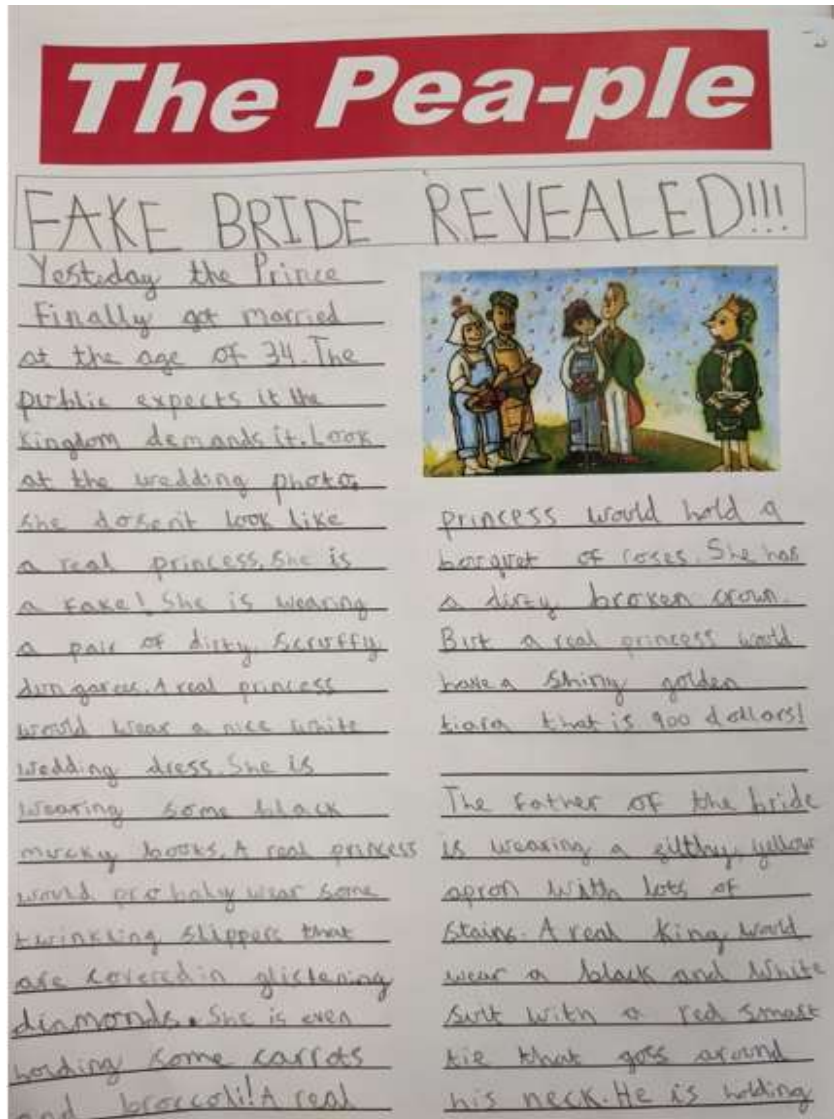 The Pea-ple
FAKE BRIDE REVEALED!!!
Yesterday the Prince
Finally got married
at the age of 34. The
public expects it the
Kingdom demands it. Look
at the wedding photo,
she dosen't look like
a real princess. She is
a fake! She is wearing
a pair of dirty, scruffy
dungarees. A real princess
would wear a nice white
wedding dress. She is
wearing some black
mucky boots. A real princess
would probaly wear some
twinkling slippers that
are covered in glistening
diamonds. She is even
holding some carrots
and broccoli! A real
princess would hold a
bouquet of roses. She has
a dirty broken crown.
But a real princess would
have a shiny golden
tiara that is 900 dollars!
The father of the bride
is wearing a filthy, yellow
apron with lots of
stains. A real King would
wear a black and white
suit with a red smart
tie that goes around
his neck. He is holding